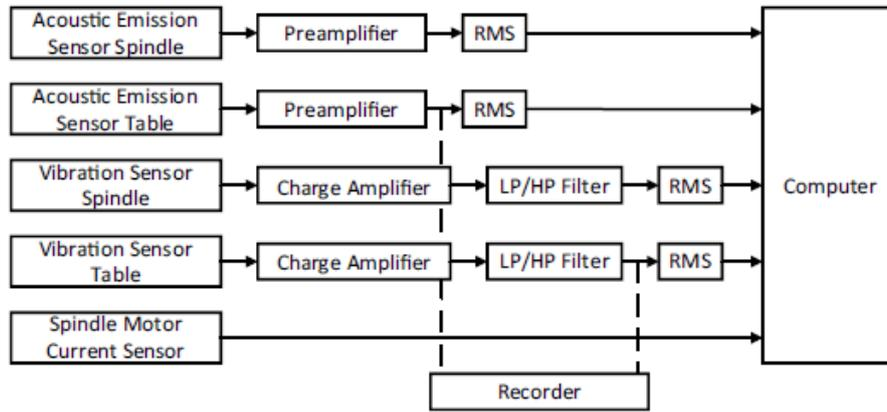 Acoustic Emission
Sensor Spindle
Preamplifier
RMS
Acoustic Emission
Sensor Table
Preamplifier
RMS
Vibration Sensor
Spindle
Charge Amplifier
LP/HP Filter
RMS
Computer
Vibration Sensor
Table
Charge Amplifier
LP/HP Filter
RMS
Spindle Motor
Current Sensor
Recorder